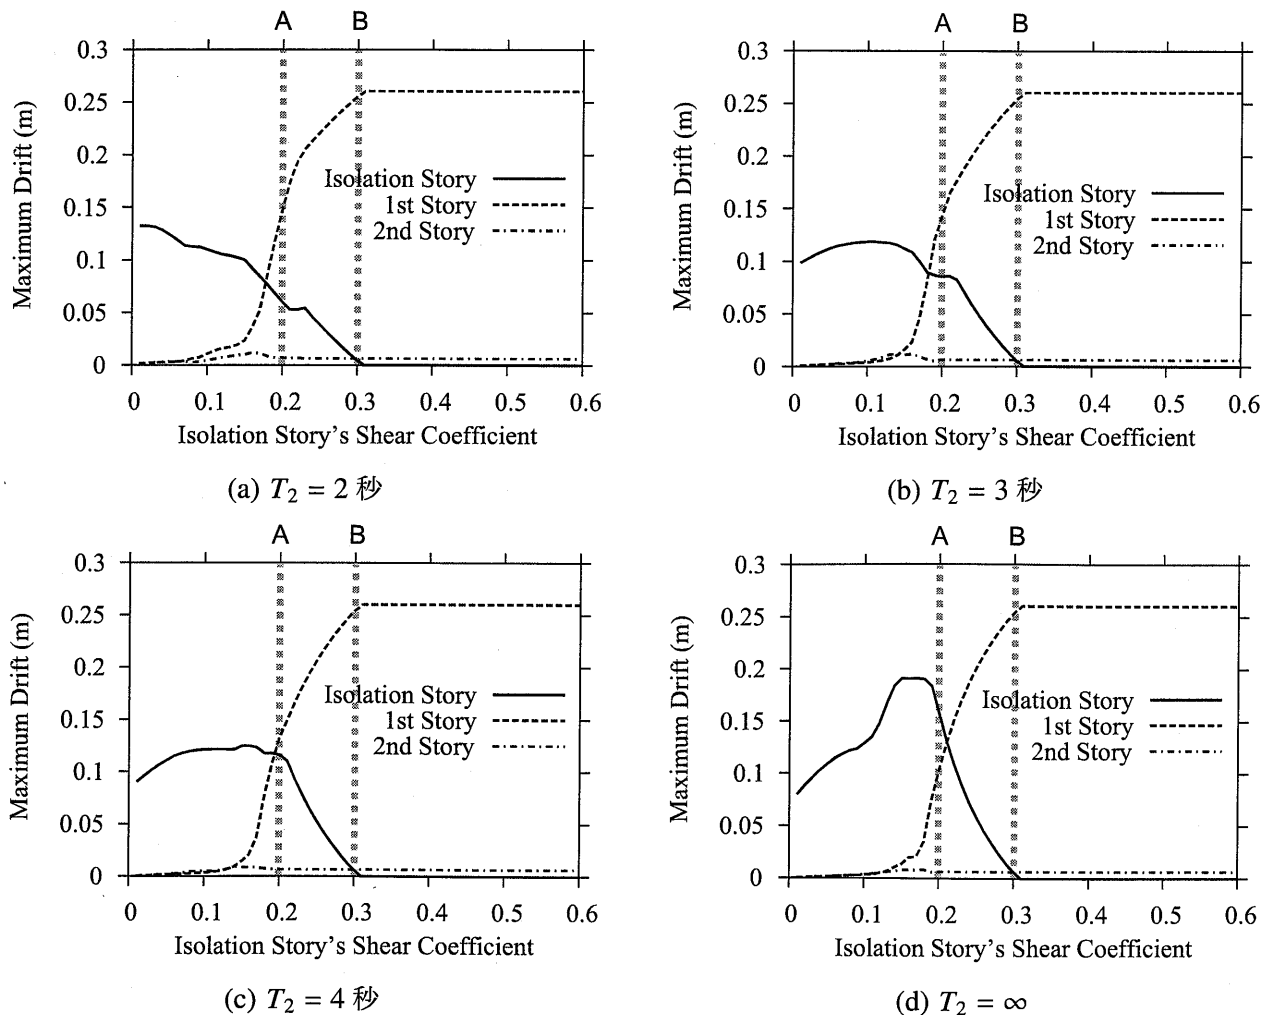 A B
0.3
0.25
0.2
0.15
0.1
0.05
0
Maximum Drift (m)
Isolation Story
1st Story
2nd Story
0 0.1 0.2 0.3 0.4 0.5 0.6
Isolation Story's Shear Coefficient
(a) T₂ = 2 秒
A B
0.3
0.25
0.2
0.15
0.1
0.05
0
Maximum Drift (m)
Isolation Story
1st Story
2nd Story
0 0.1 0.2 0.3 0.4 0.5 0.6
Isolation Story's Shear Coefficient
(b) T₂ = 3 秒
A B
0.3
0.25
0.2
0.15
0.1
0.05
0
Maximum Drift (m)
Isolation Story
1st Story
2nd Story
0 0.1 0.2 0.3 0.4 0.5 0.6
Isolation Story's Shear Coefficient
(c) T₂ = 4 秒
A B
0.3
0.25
0.2
0.15
0.1
0.05
0
Maximum Drift (m)
Isolation Story
1st Story
2nd Story
0 0.1 0.2 0.3 0.4 0.5 0.6
Isolation Story's Shear Coefficient
(d) T₂ = ∞